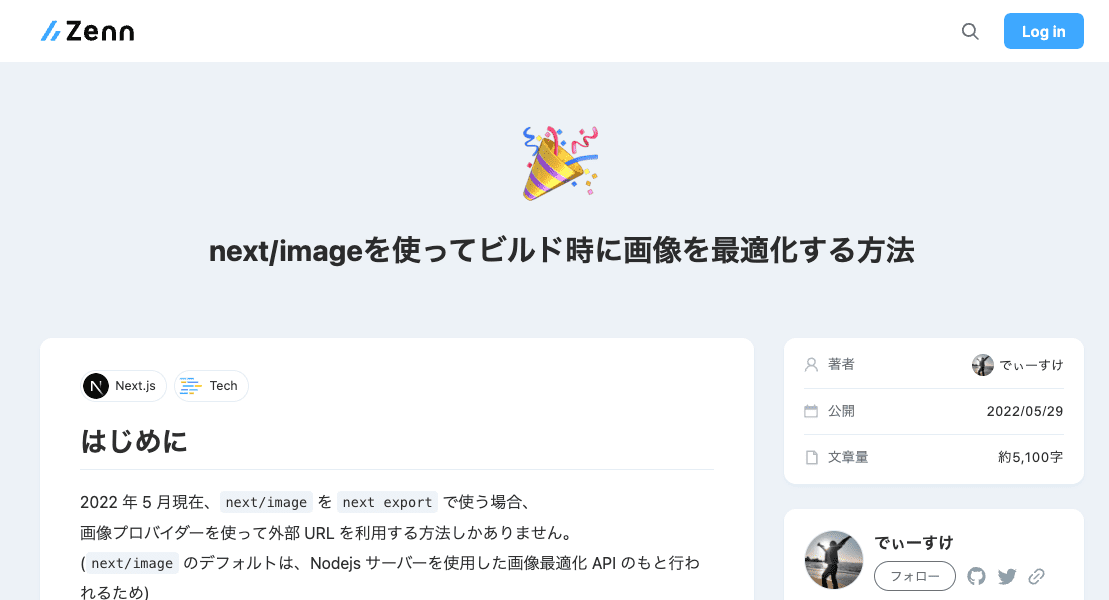 Zenn
Log in
next/imageを使ってビルド時に画像を最適化する方法
Next.js
Tech
はじめに
2022 年 5 月現在、 next/image を next export で使う場合、
画像プロバイダーを使って外部 URL を利用する方法しかありません。
( next/image のデフォルトは、Nodejs サーバーを使用した画像最適化 API のもと行わ
れるため)
著者 でぃーすけ
公開 2022/05/29
文章量 約5,100字
でぃーすけ
フォロー